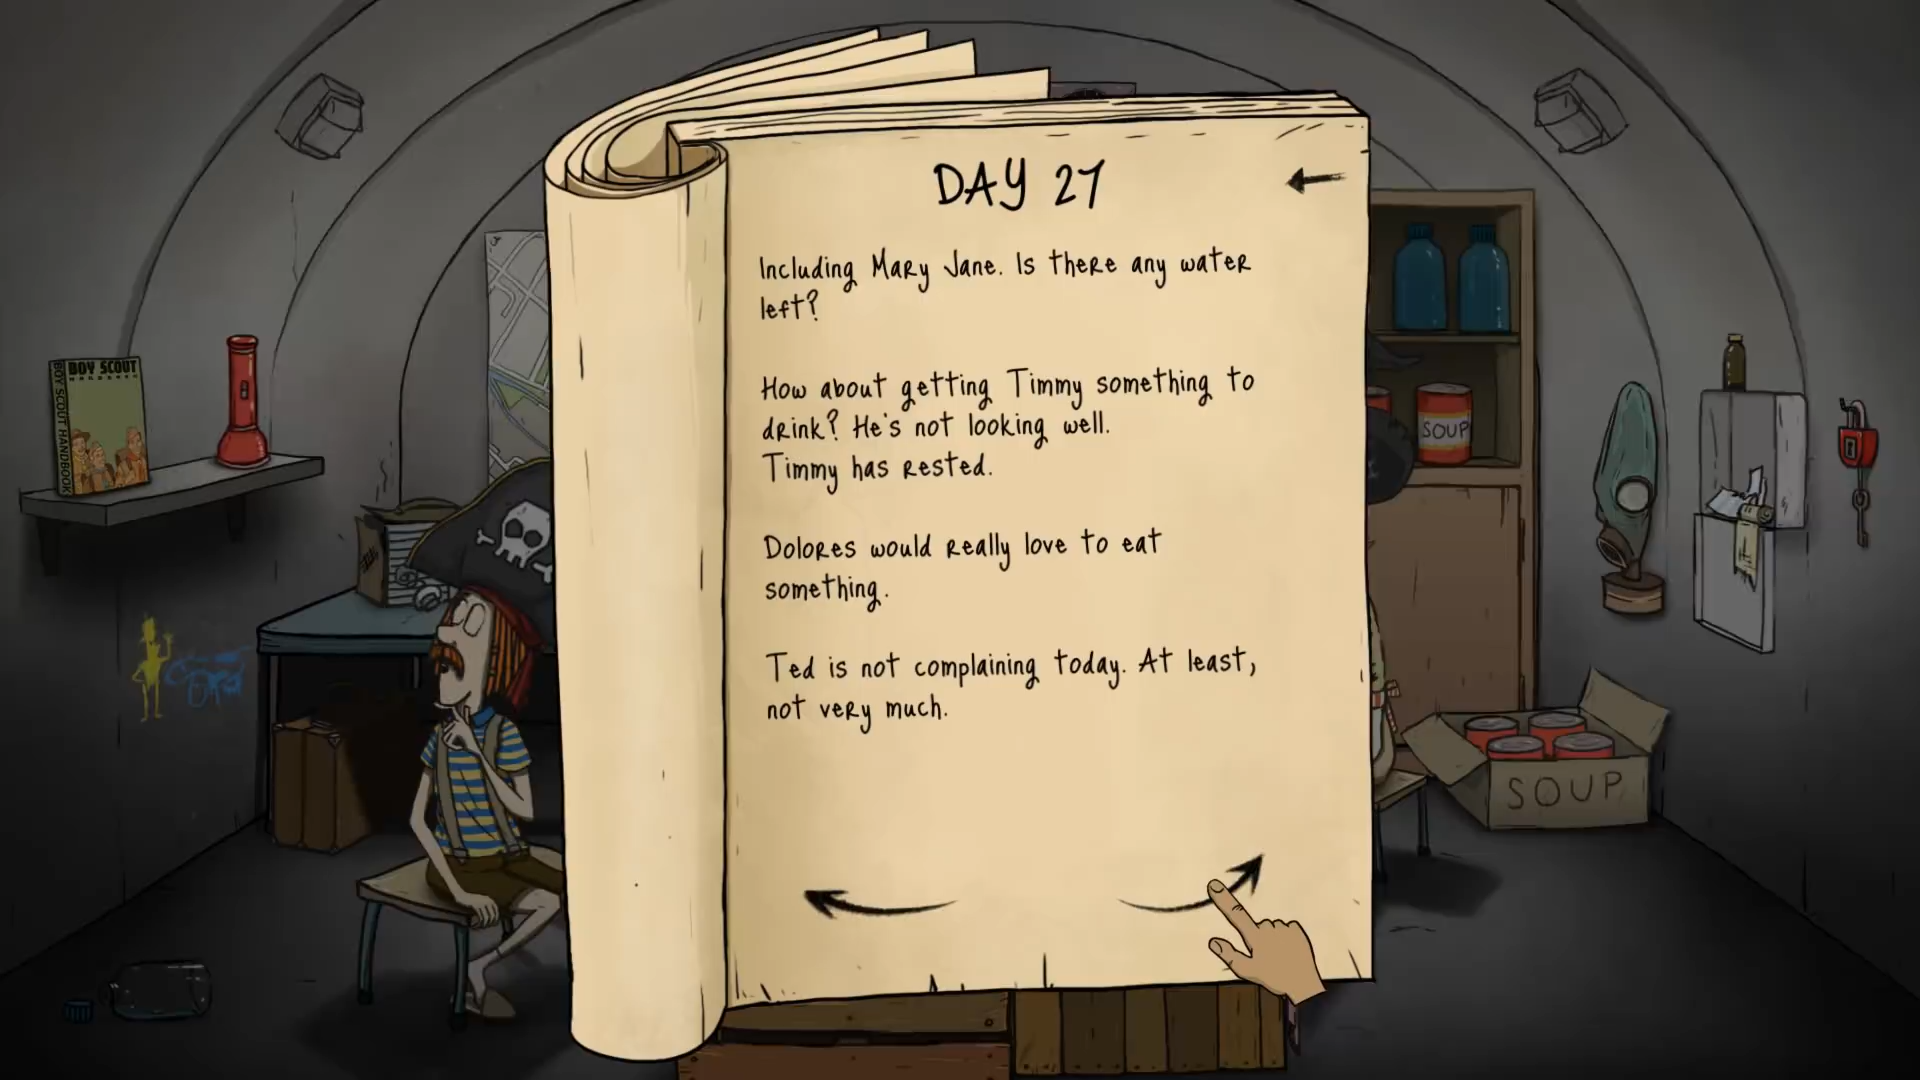 DAY 27
Including Mary Jane. Is there any water
left?
How about getting Timmy something to
drink? He's not looking well.
Timmy has rested.
Dolores would really love to eat
something.
Ted is not complaining today. At least,
not very much.
BOY SCOUT
HANDBOOK
BOY SCOUT HANDBOOK
SOUP
SOUP